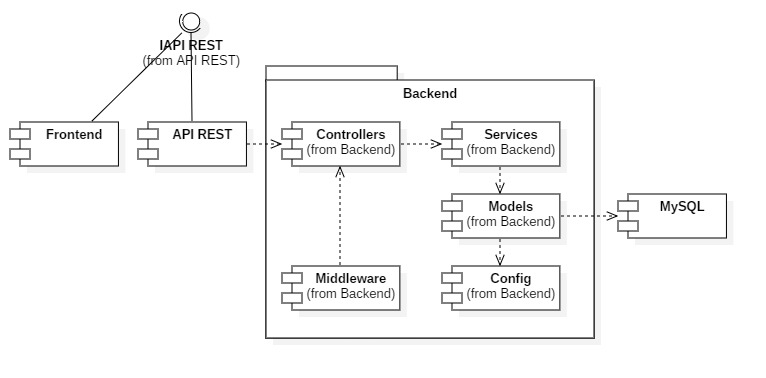 IAPI REST
(from API REST)
Backend
Frontend
API REST
Controllers
(from Backend)
Services
(from Backend)
Models
(from Backend)
MySQL
Middleware
(from Backend)
Config
(from Backend)